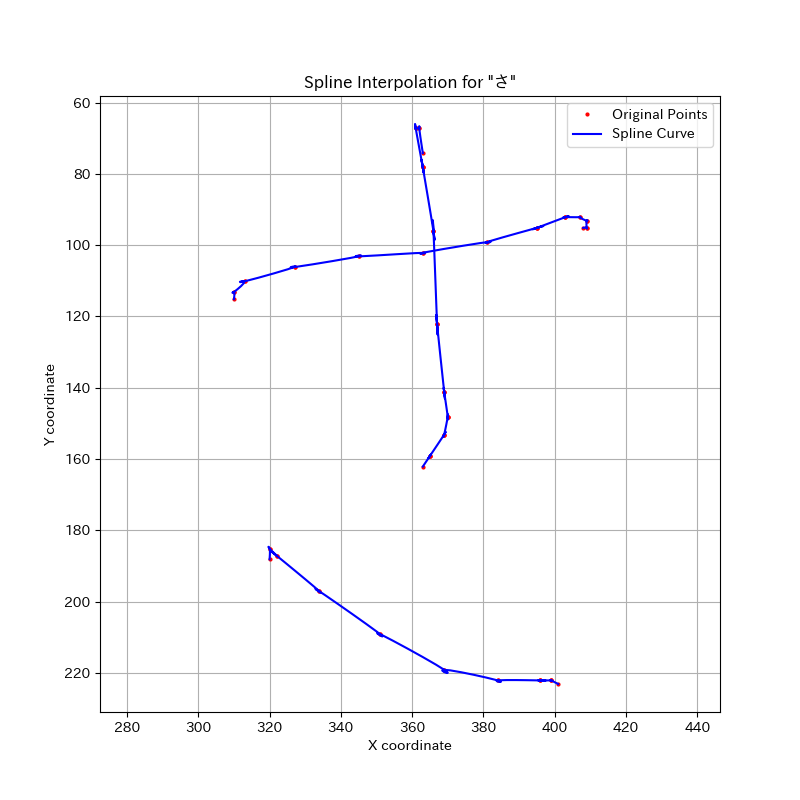 Spline Interpolation for "さ"
Original Points
Spline Curve
60
80
100
120
140
160
180
200
220
Y coordinate
280 300 320 340 360 380 400 420 440
X coordinate